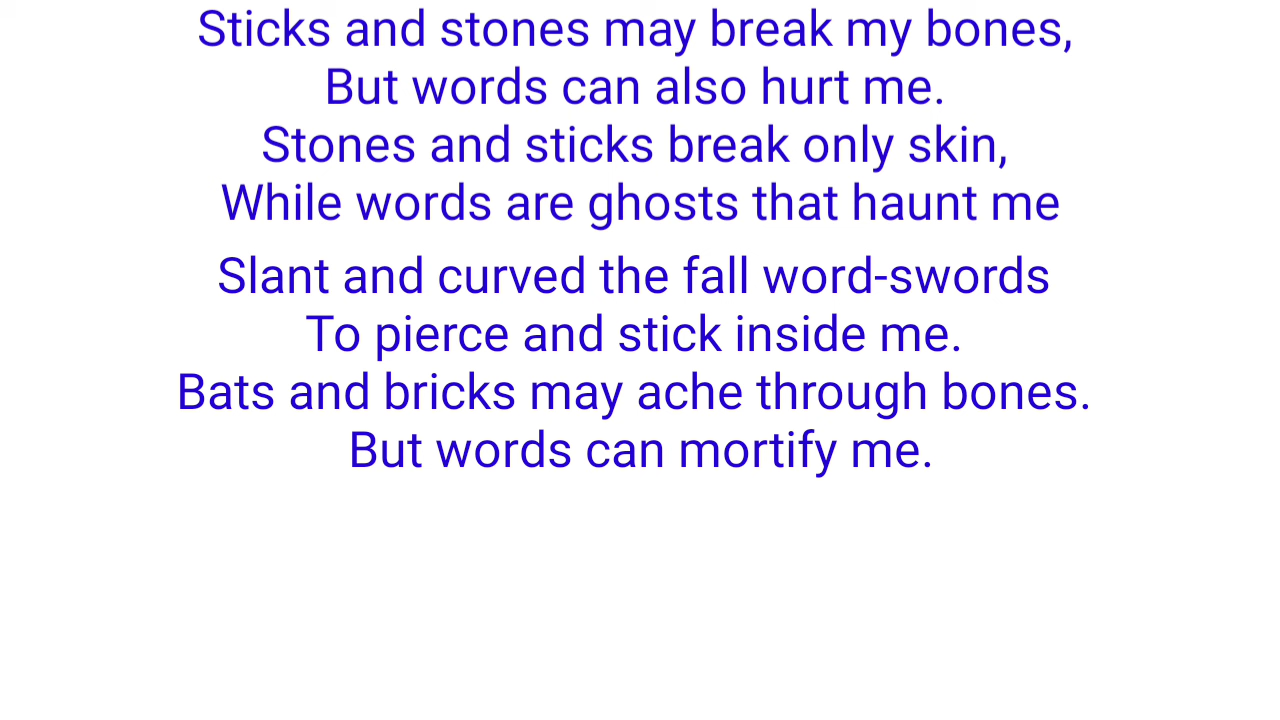 Sticks and stones may break my bones,
But words can also hurt me.
Stones and sticks break only skin,
While words are ghosts that haunt me
Slant and curved the fall word-swords
To pierce and stick inside me.
Bats and bricks may ache through bones.
But words can mortify me.